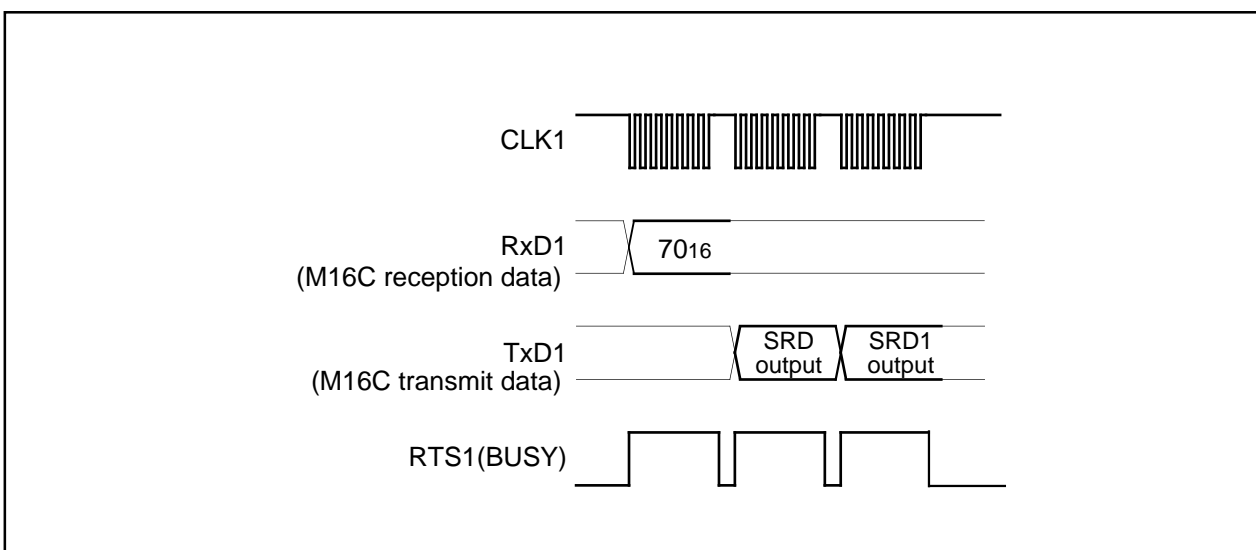 CLK1
RxD1
(M16C reception data)
7016
TxD1
(M16C transmit data)
SRD
output
SRD1
output
RTS1(BUSY)